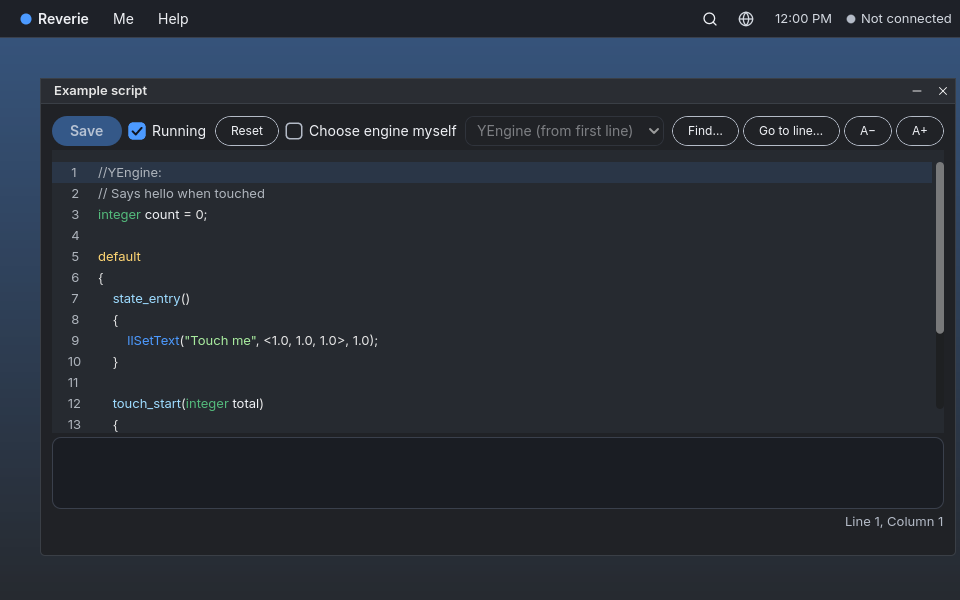 Reverie Me Help 12:00 PM Not connected
Example script
Save Running Reset Choose engine myself YEngine (from first line) Find... Go to line... A− A+
1 //YEngine:
2 // Says hello when touched
3 integer count = 0;
4
5 default
6 {
7 state_entry()
8 {
9 llSetText("Touch me", <1.0, 1.0, 1.0>, 1.0);
10 }
11
12 touch_start(integer total)
13 {
Line 1, Column 1